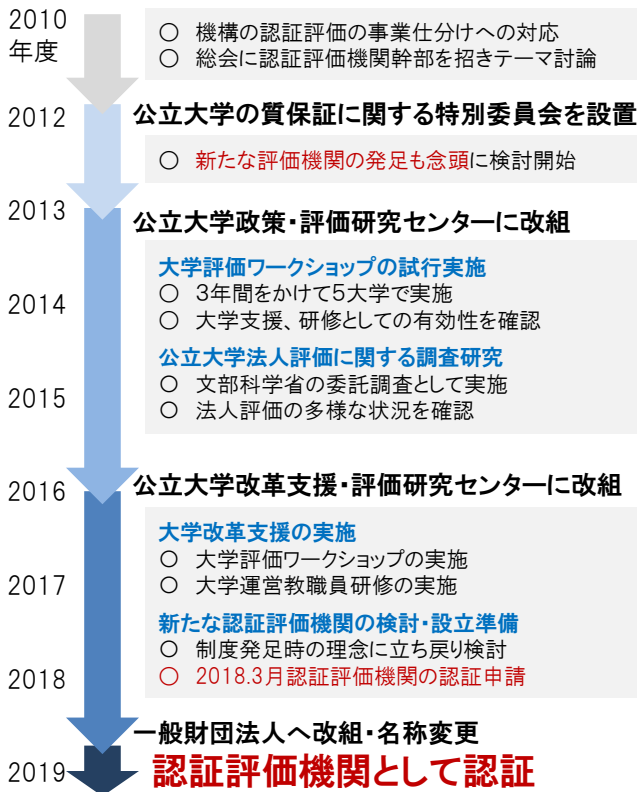 2010
年度
○ 機構の認証評価の事業仕分けへの対応
○ 総会に認証評価機関幹部を招きテーマ討論
2012
公立大学の質保証に関する特別委員会を設置
○ 新たな評価機関の発足も念頭に検討開始
2013
公立大学政策・評価研究センターに改組
大学評価ワークショップの試行実施
○ 3年間をかけて5大学で実施
2014
○ 大学支援、研修としての有効性を確認
公立大学法人評価に関する調査研究
○ 文部科学省の委託調査として実施
2015
○ 法人評価の多様な状況を確認
2016
公立大学改革支援・評価研究センターに改組
大学改革支援の実施
○ 大学評価ワークショップの実施
2017
○ 大学運営教職員研修の実施
新たな認証評価機関の検討・設立準備
○ 制度発足時の理念に立ち戻り検討
2018
○ 2018.3月認証評価機関の認証申請
一般財団法人へ改組・名称変更
2019
認証評価機関として認証